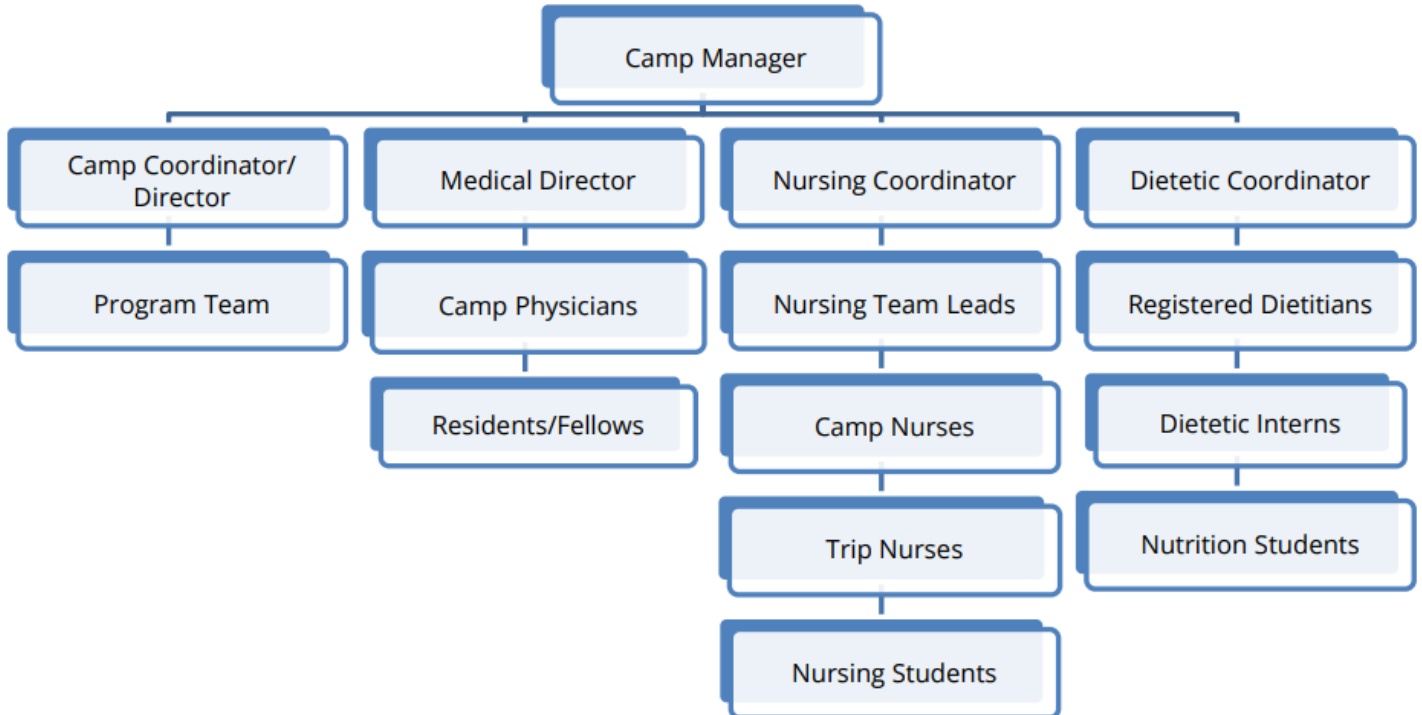 Camp Manager
Camp Coordinator/
Director
Medical Director
Nursing Coordinator
Dietetic Coordinator
Program Team
Camp Physicians
Nursing Team Leads
Registered Dietitians
Residents/Fellows
Camp Nurses
Dietetic Interns
Trip Nurses
Nutrition Students
Nursing Students